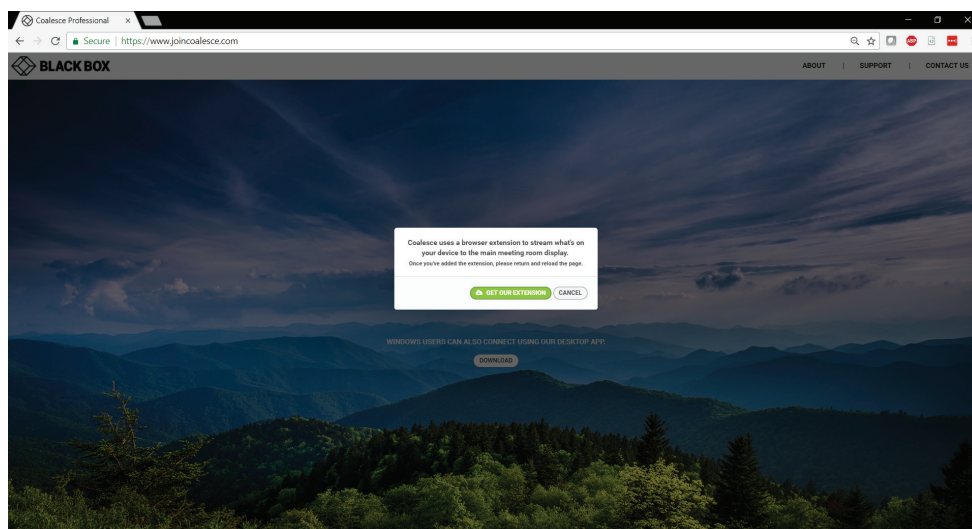 Coalesce Professional
Secure | https://www.joincoalesce.com
BLACK BOX
ABOUT | SUPPORT | CONTACT US
Coalesce uses a browser extension to stream what's on
your device to the main meeting room display.
Once you've added the extension, please return and reload the page.
GET OUR EXTENSION CANCEL
WINDOWS USERS CAN ALSO CONNECT USING OUR DESKTOP APP.
DOWNLOAD